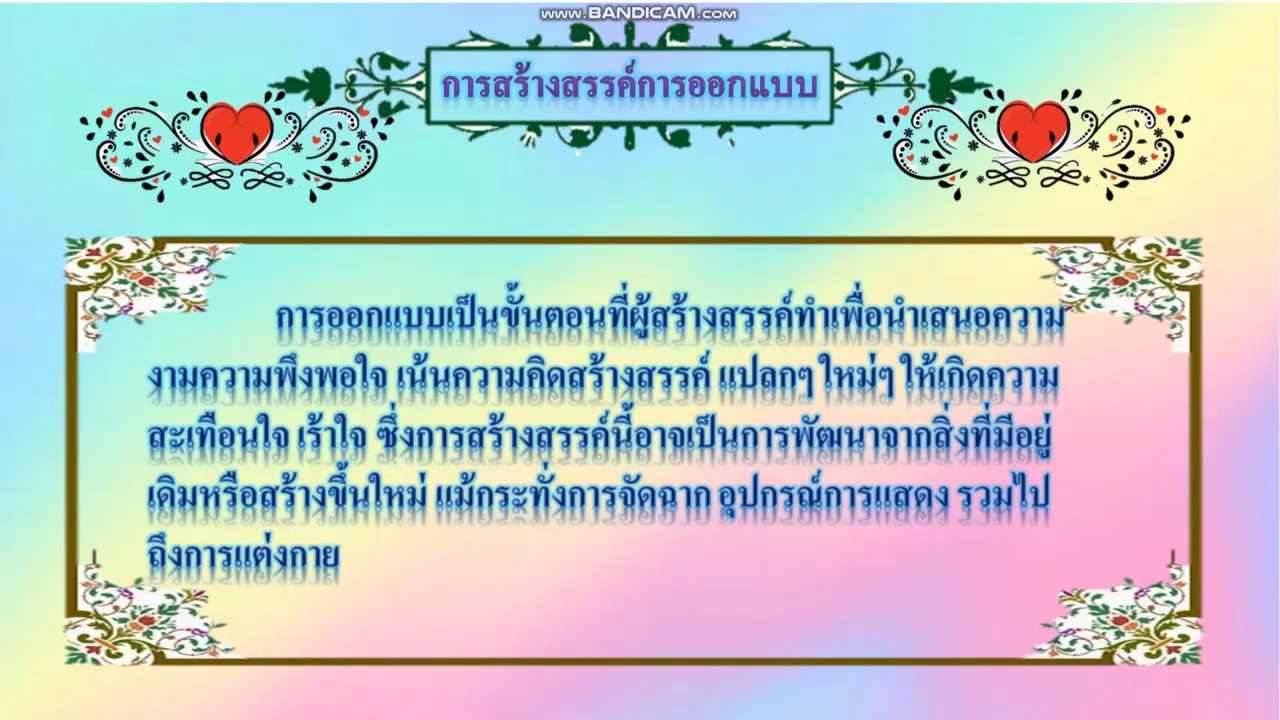 www.BANDICAM.com
การสร้างสรรค์การออกแบบ
การออกแบบเป็นขั้นตอนที่ผู้สร้างสรรค์ทำเพื่อนำเสนอความ
งามความพึงพอใจ เน้นความคิดสร้างสรรค์ แปลกๆ ใหม่ๆ ให้เกิดความ
สะเทือนใจ เร้าใจ ซึ่งการสร้างสรรค์นี้อาจเป็นการพัฒนาจากสิ่งที่มีอยู่
เดิมหรือสร้างขึ้นใหม่ แม้กระทั่งการจัดฉาก อุปกรณ์การแสดง รวมไป
ถึงการแต่งกาย